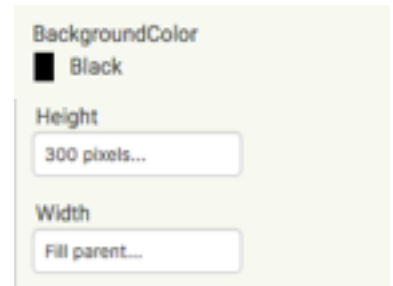 BackgroundColor
Black
Height
300 pixels...
Width
Fill parent...